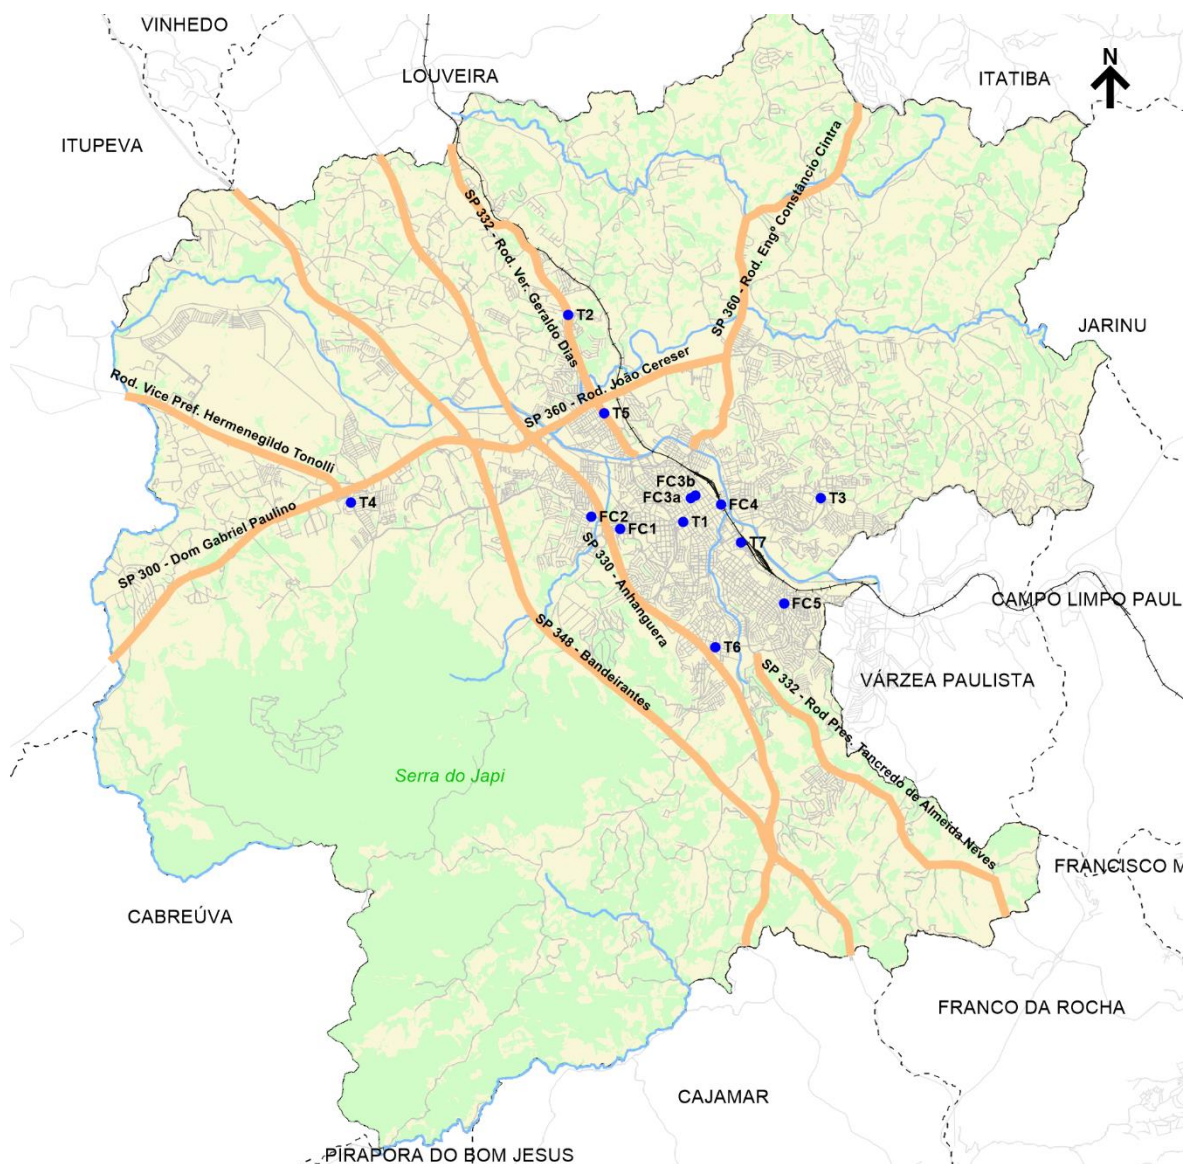 VINHEDO
LOUVEIRA
N
ITATIBA
ITUPEVA
SP 332 - Rod. Ver. Geraldo Dias
SP 360 - Rod. Engº Constâncio Cintra
T2
JARINU
SP 360 - Rod. João Cereser
Rod. Vice Pref. Hermenegildo Tonolli
T5
FC3b
FC3a
T4
FC4
T3
FC2
FC1
T1
T7
SP 300 - Dom Gabriel Paulino
SP 330 - Anhanguera
FC5
CAMPO LIMPO PAUL
T6
SP 348 - Bandeirantes
SP 332 - Rod Pres. Tancredo de Almeida Neves
VÁRZEA PAULISTA
Serra do Japi
FRANCISCO M
CABREÚVA
FRANCO DA ROCHA
CAJAMAR
PIRAPORA DO BOM JESUS